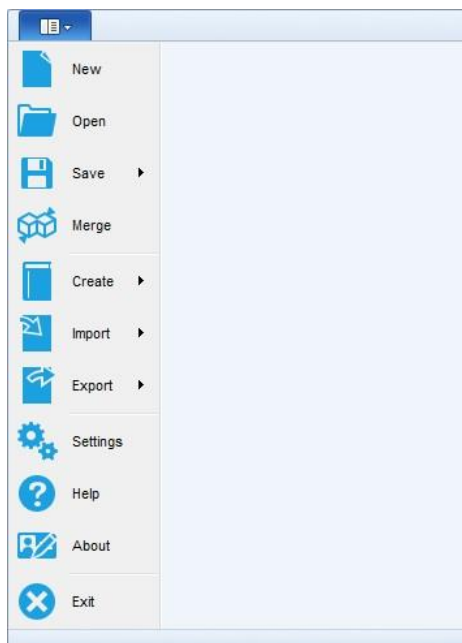 New
Open
Save
Merge
Create
Import
Export
Settings
Help
About
Exit